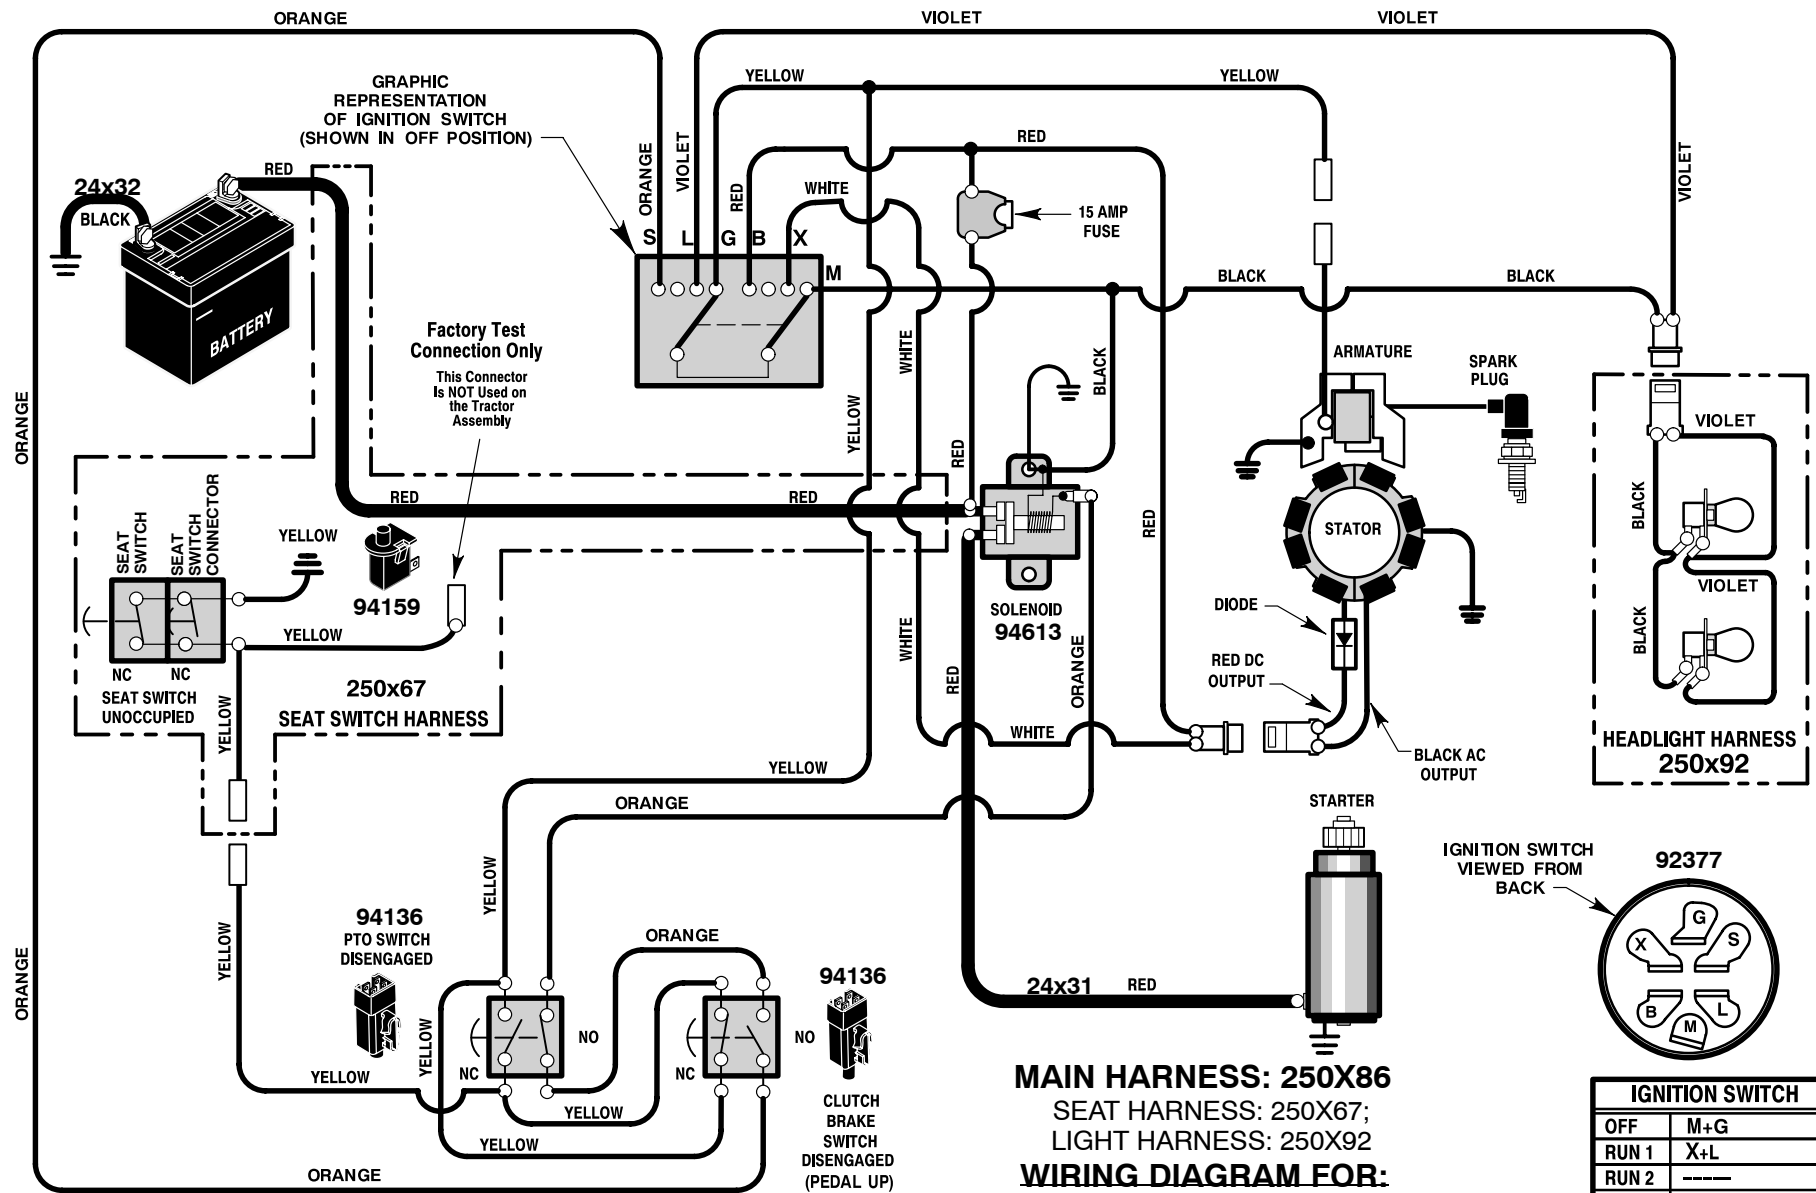 ORANGE
VIOLET
VIOLET
YELLOW
YELLOW
GRAPHIC
REPRESENTATION
OF IGNITION SWITCH
(SHOWN IN OFF POSITION)
RED
24x32
BLACK
BATTERY
ORANGE
VIOLET
RED
WHITE
RED
15 AMP
FUSE
VIOLET
S L G B X
M
BLACK
BLACK
Factory Test
Connection Only
This Connector
Is NOT Used on
the Tractor
Assembly
ORANGE
YELLOW
WHITE
BLACK
ARMATURE
SPARK
PLUG
VIOLET
RED
RED
RED
SEAT
SWITCH
SEAT
SWITCH
CONNECTOR
YELLOW
94159
YELLOW
NC
NC
SEAT SWITCH
UNOCCUPIED
250x67
SEAT SWITCH HARNESS
YELLOW
SOLENOID
94613
WHITE
RED
ORANGE
RED
STATOR
DIODE
RED DC
OUTPUT
WHITE
BLACK AC
OUTPUT
BLACK
VIOLET
BLACK
HEADLIGHT HARNESS
250x92
YELLOW
ORANGE
STARTER
IGNITION SWITCH
VIEWED FROM
BACK
92377
G
X
S
B
L
M
YELLOW
94136
PTO SWITCH
DISENGAGED
ORANGE
YELLOW
ORANGE
24x31
RED
94136
YELLOW
NO
NO
NC
NC
YELLOW
YELLOW
YELLOW
CLUTCH
BRAKE
SWITCH
DISENGAGED
(PEDAL UP)
ORANGE
MAIN HARNESS: 250X86
SEAT HARNESS: 250X67;
LIGHT HARNESS: 250X92
WIRING DIAGRAM FOR:
IGNITION SWITCH
OFF M+G
RUN 1 X+L
RUN 2 -----